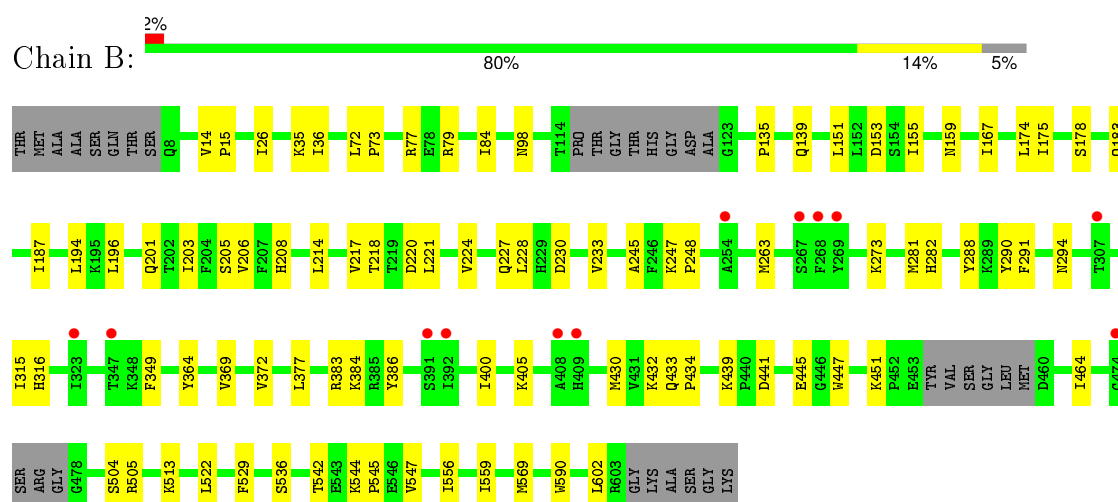 2%
Chain B:
80% 14% 5%
THR MET ALA ALA SER GLN THR SER Q8 V14 P15 I26 K35 I36 L72 P73 R77 E78 R79 I84 N98 T114 PRO THR GLY THR HIS GLY ASP ALA G123 P135 Q139 L151 L152 D153 S154 I155 N159 I167 L174 I175 S178
I187 L194 K195 L196 Q201 T202 I203 F204 S205 V206 F207 H208 L214 V217 T218 T219 D220 L221 V224 Q227 L228 H229 D230 V233 A245 F246 K247 P248 A254 M263 S267 F268 Y269 K273 M281 H282 Y288 K289 Y290 F291 N294 T307
I315 H316 I323 T347 K348 F349 Y364 V369 V372 L377 R383 K384 R385 Y386 S391 I392 I400 K405 A408 H409 M430 V431 K432 Q433 P434 K439 P440 D441 E445 G446 W447 K451 P452 E453 TYR VAL SER GLY LEU MET D460 I464
SER ARG GLY G478 S504 R505 K513 L522 F529 S536 T542 E543 K544 P545 E546 V547 I556 I559 M569 W590 L602 R603 GLY LYS ALA SER GLY LYS